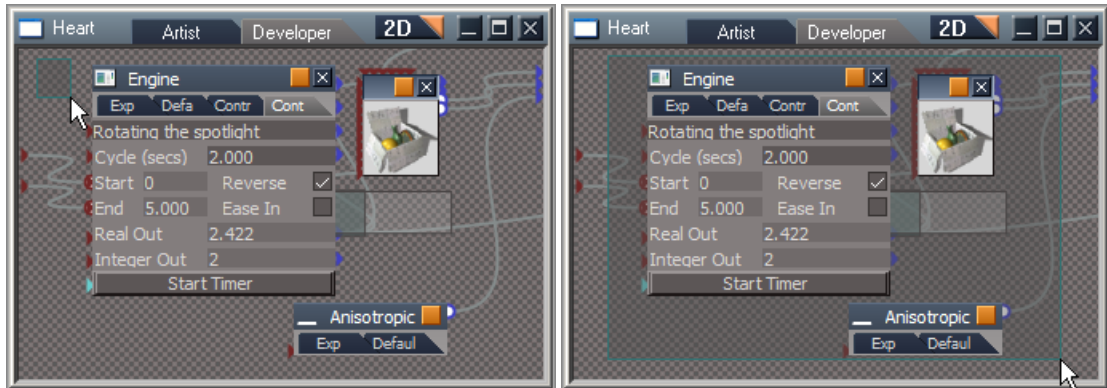 Heart Artist Developer 2D
Engine
Exp Defa Contr Cont
Rotating the spotlight
Cycle (secs) 2.000
Start 0 Reverse
End 5.000 Ease In
Real Out 2.422
Integer Out 2
Start Timer
Anisotropic
Exp Defaul
Heart Artist Developer 2D
Engine
Exp Defa Contr Cont
Rotating the spotlight
Cycle (secs) 2.000
Start 0 Reverse
End 5.000 Ease In
Real Out 2.422
Integer Out 2
Start Timer
Anisotropic
Exp Defaul